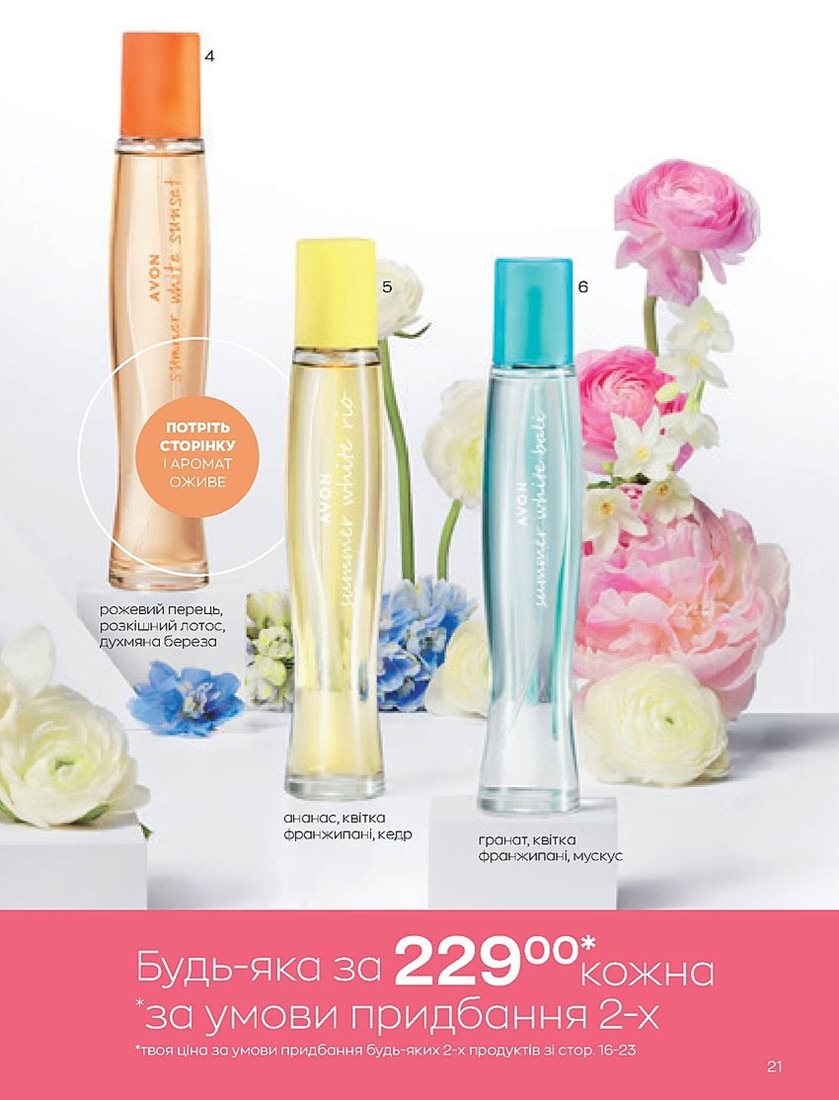 4
AVON
summer white sunset
5
6
ПОТРІТЬ
СТОРІНКУ
І АРОМАТ
ОЖИВЕ
AVON
summer white rio
AVON
summer white bali
рожевий перець,
розкішний лотос,
духмяна береза
ананас, квітка
франжипані, кедр
гранат, квітка
франжипані, мускус
Будь-яка за 229⁰⁰* кожна
*за умови придбання 2-х
*твоя ціна за умови придбання будь-яких 2-х продуктів зі стор. 16-23
21